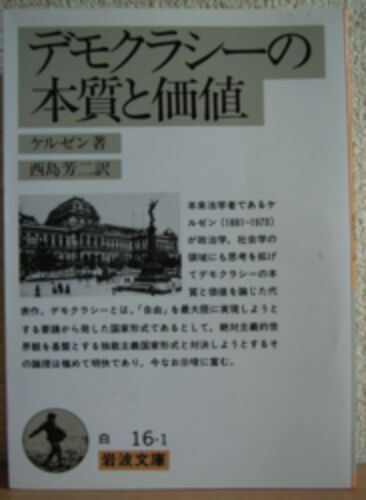 デモクラシーの
本質と価値
ケルゼン著
西島芳二訳
本来法学者であるケ
ルゼン(1881-1973)
が政治学,社会学の
領域にも思考を拡げ
てデモクラシーの本
質と価値を論じた代
表作.デモクラシーとは,「自由」を最大限に実現しようと
する要請から発した国家形式であるとして,絶対主義的世
界観を基盤とする独裁主義国家形式と対決しようとするそ
の論理は極めて明快であり,今なお示唆に富む.
白 16-1
岩波文庫